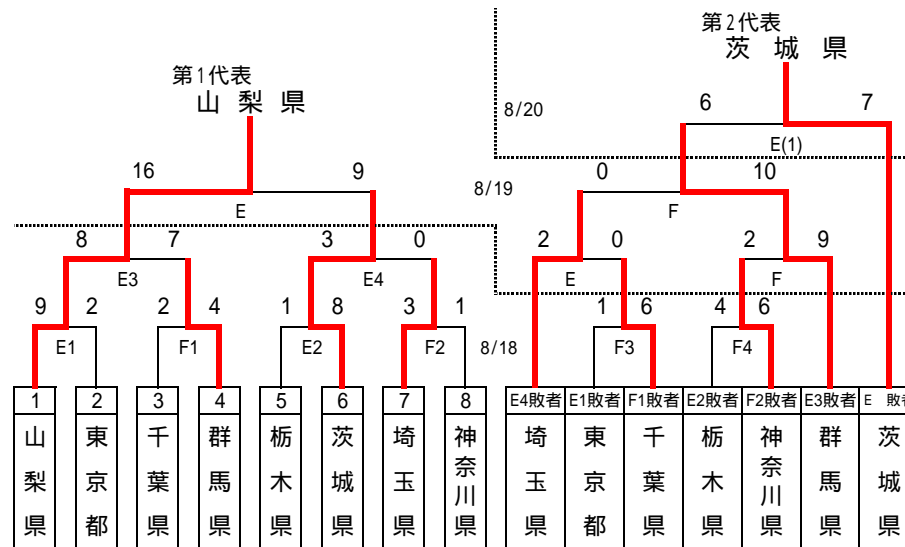 第2代表
茨城県
第1代表
山梨県
8/20
6 7
E(1)
16 9
8/19
0 10
E
F
8 7 3 0
2 0 2 9
E3 E4
E F
9 2 2 4 1 8 3 1
1 6 4 6
E1 F1 E2 F2
8/18
F3 F4
1 2 3 4 5 6 7 8
E4敗者 E1敗者 F1敗者 E2敗者 F2敗者 E3敗者 E 敗者
山梨県 東京都 千葉県 群馬県 栃木県 茨城県 埼玉県 神奈川県
埼玉県 東京都 千葉県 栃木県 神奈川県 群馬県 茨城県